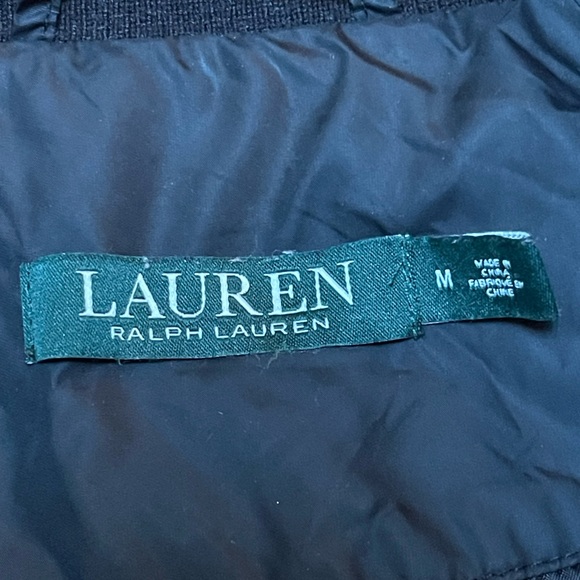 LAUREN
RALPH LAUREN
M
MADE IN
CHINA
FABRIQUÉ EN
CHINE